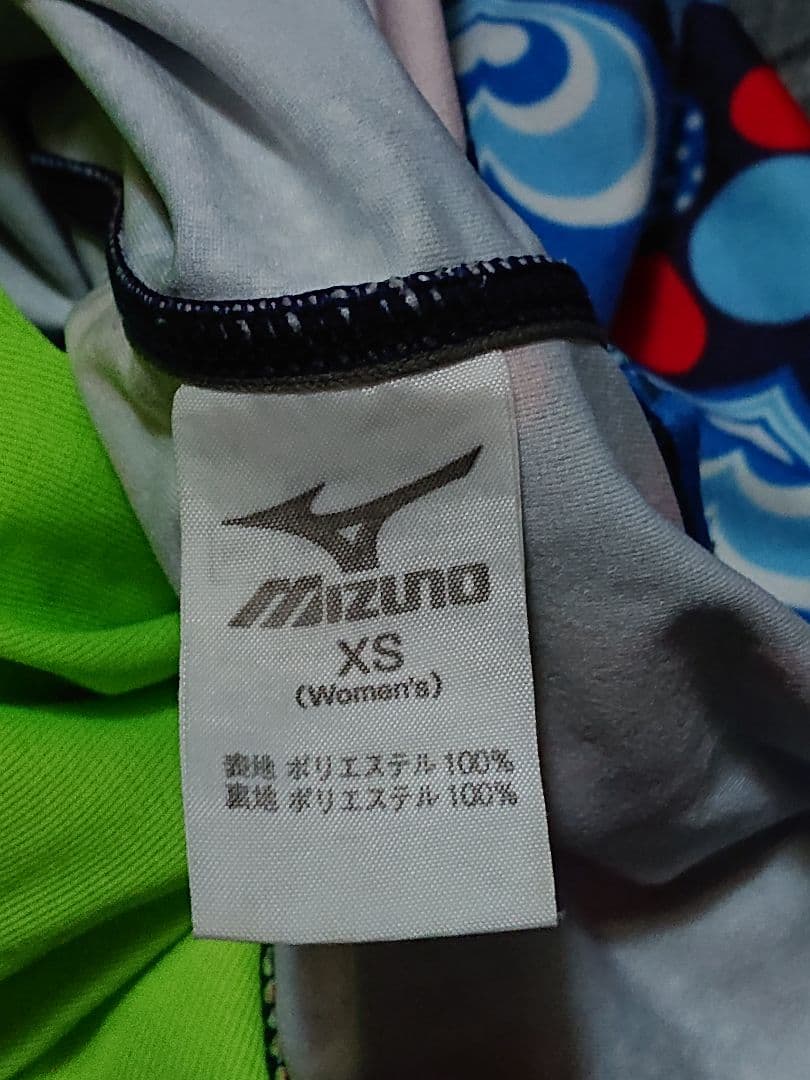 MIZUNO
XS
(Women's)
表地 ポリエステル 100%
裏地 ポリエステル 100%